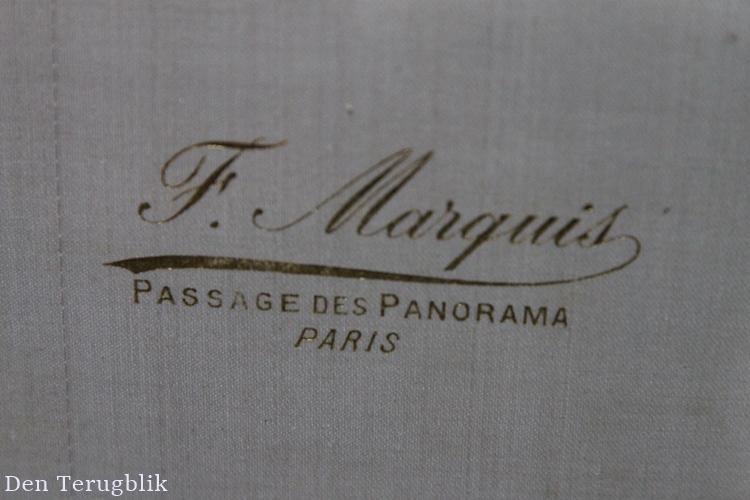 F. Marquis
PASSAGE DES PANORAMA
PARIS
Den Terugblik